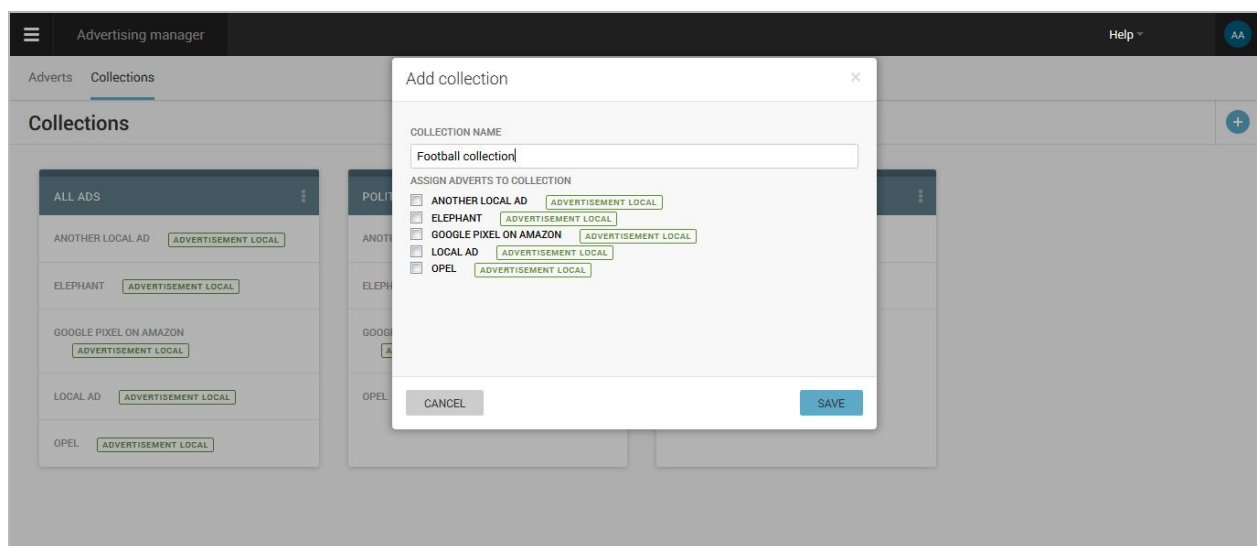 Advertising manager
Help
AA
Adverts Collections
Collections
Add collection
×
COLLECTION NAME
Football collection
ASSIGN ADVERTS TO COLLECTION
ANOTHER LOCAL AD ADVERTISEMENT LOCAL
ELEPHANT ADVERTISEMENT LOCAL
GOOGLE PIXEL ON AMAZON ADVERTISEMENT LOCAL
LOCAL AD ADVERTISEMENT LOCAL
OPEL ADVERTISEMENT LOCAL
CANCEL SAVE
ALL ADS
ANOTHER LOCAL AD ADVERTISEMENT LOCAL
ELEPHANT ADVERTISEMENT LOCAL
GOOGLE PIXEL ON AMAZON
ADVERTISEMENT LOCAL
LOCAL AD ADVERTISEMENT LOCAL
OPEL ADVERTISEMENT LOCAL
OPEL